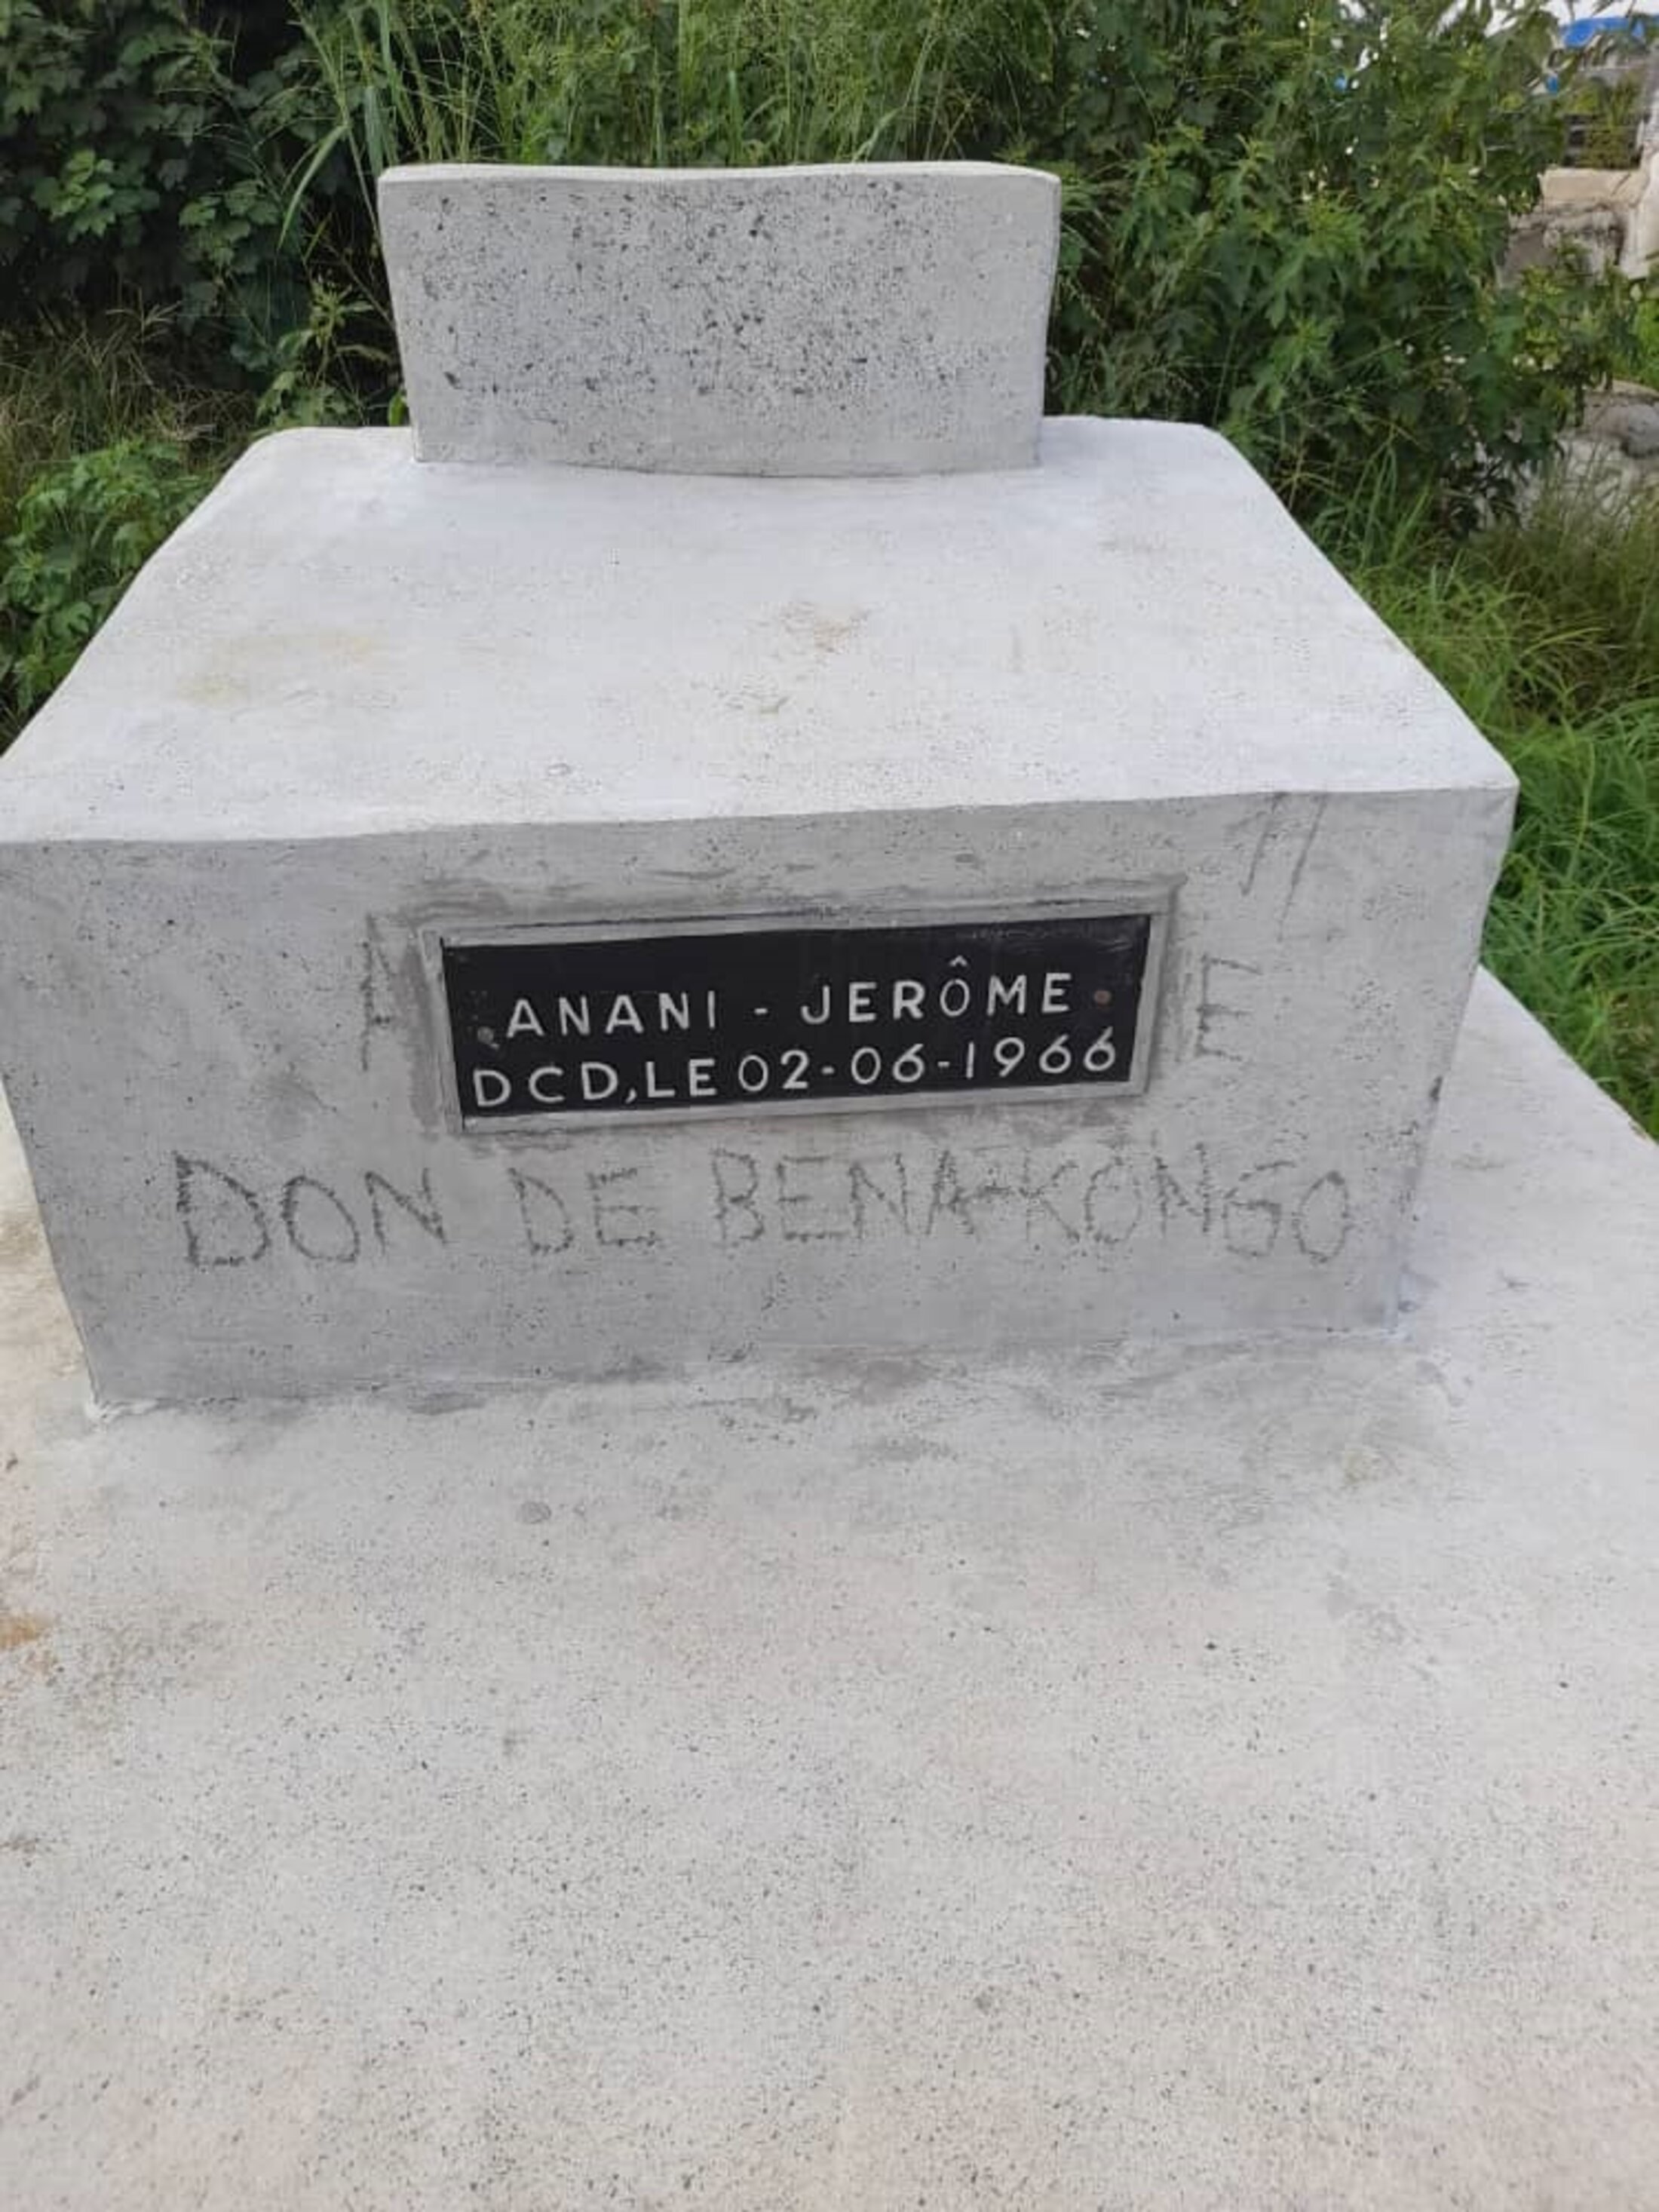 ANANI - JERÔME
DCD, LE 02-06-1966
DON DE BENA-KONGO